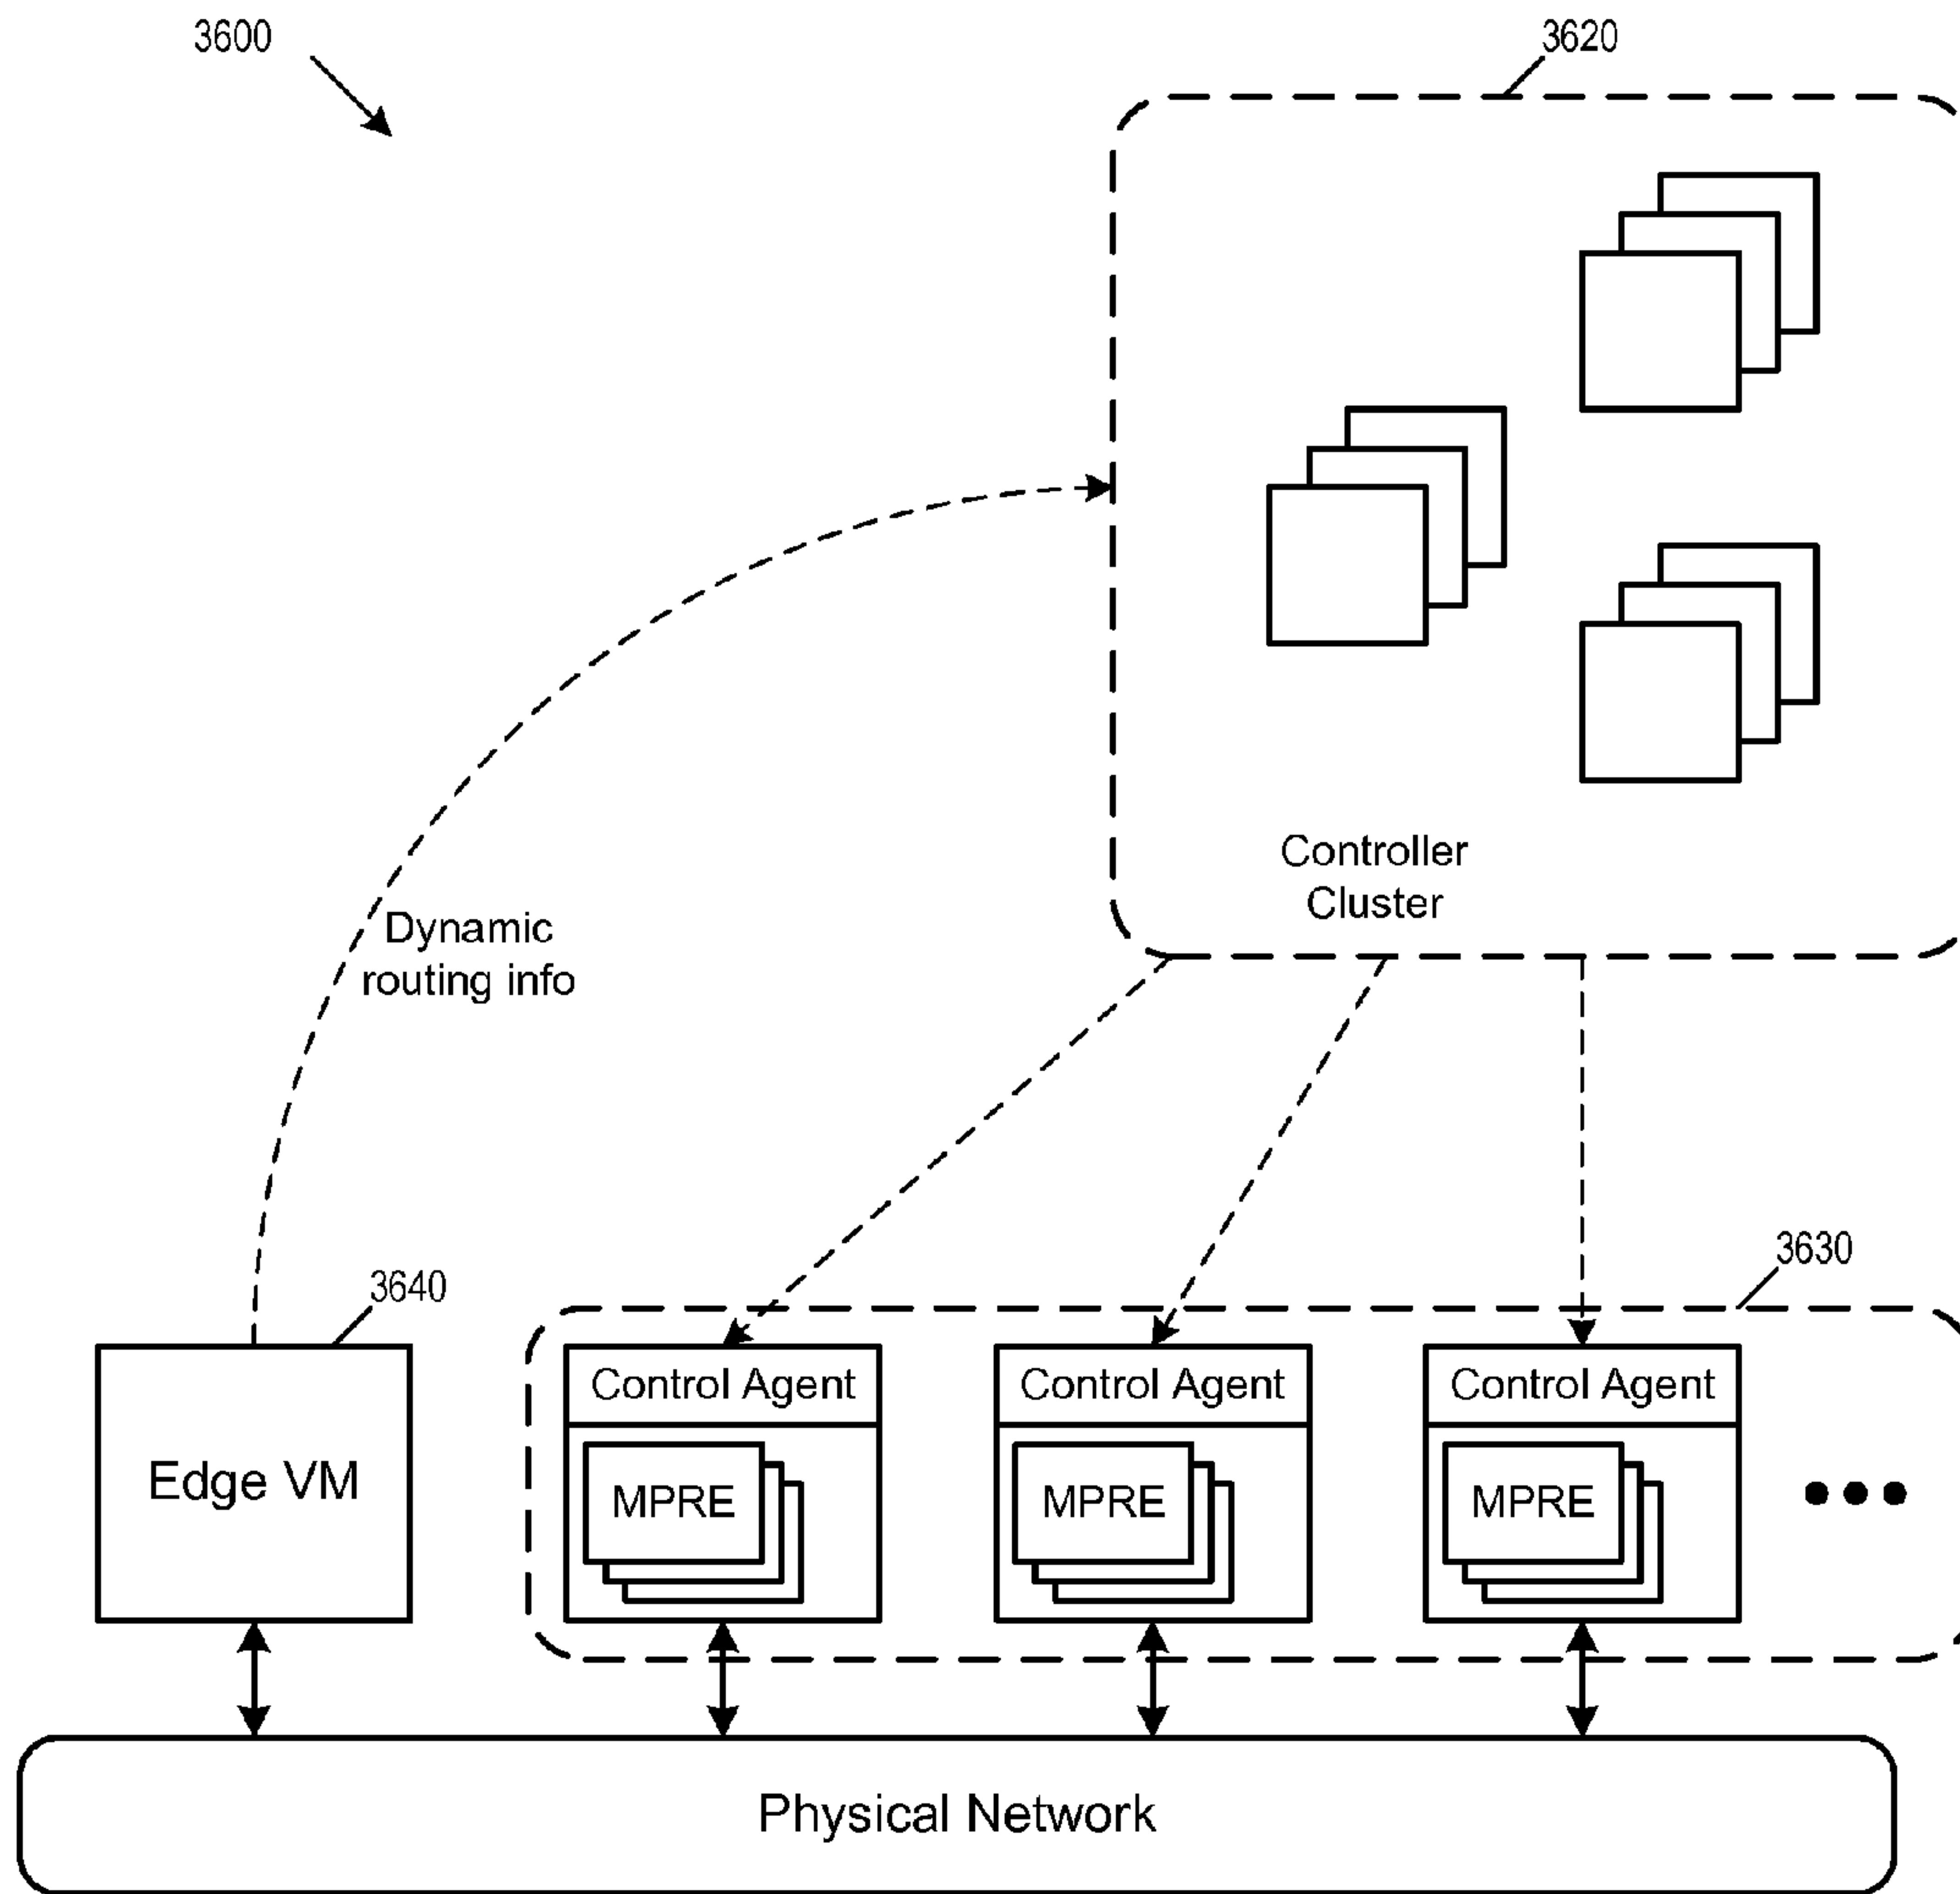 3600
3620
Controller
Cluster
Dynamic
routing info
3630
3640
Control Agent
Control Agent
Control Agent
Edge VM
MPRE
MPRE
MPRE
Physical Network